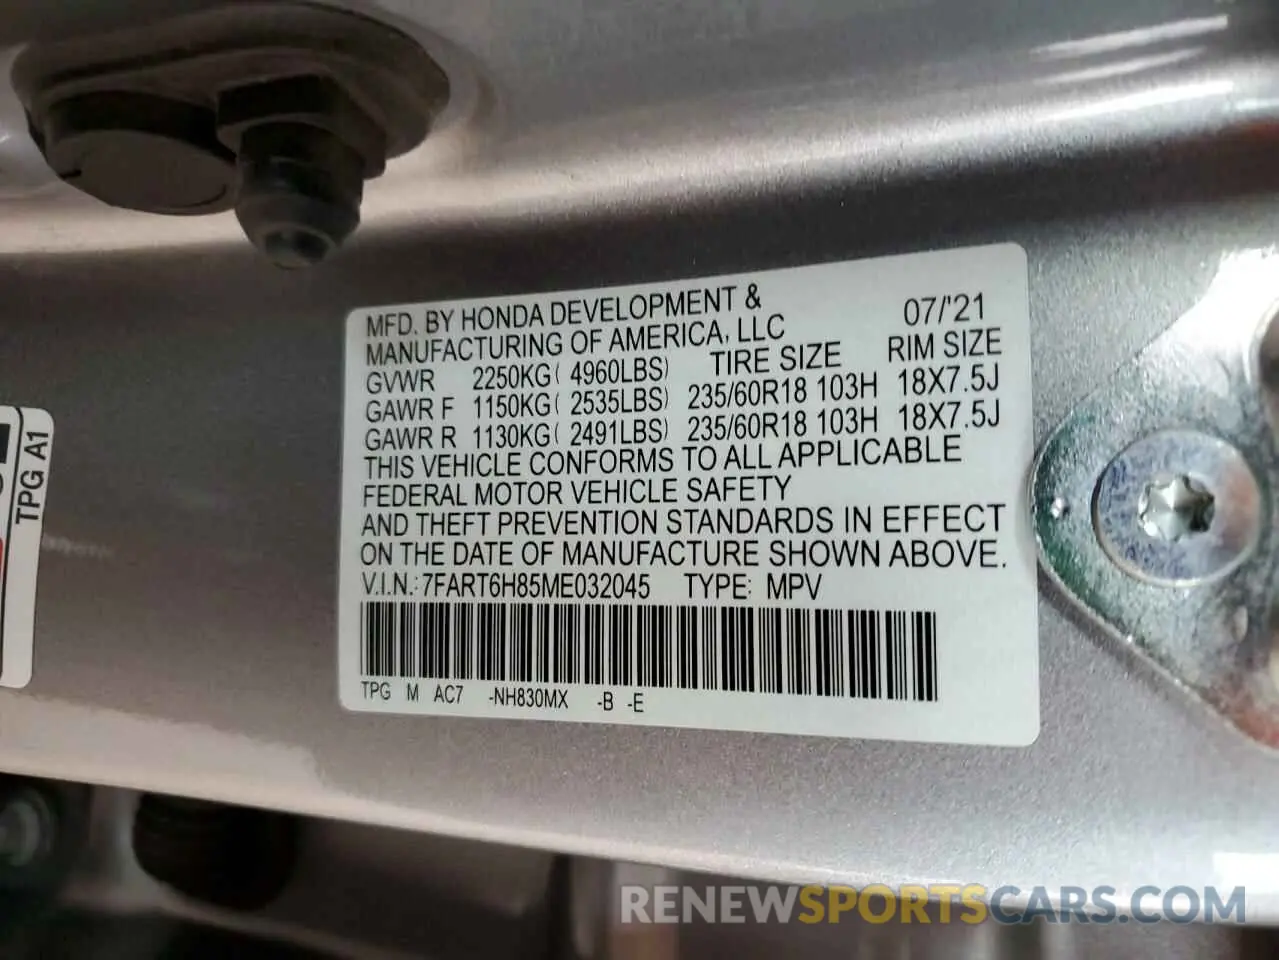 MFD. BY HONDA DEVELOPMENT & 07/'21
MANUFACTURING OF AMERICA, LLC
TIRE SIZE RIM SIZE
GVWR 2250KG( 4960LBS)
GAWR F 1150KG( 2535LBS) 235/60R18 103H 18X7.5J
GAWR R 1130KG( 2491LBS) 235/60R18 103H 18X7.5J
THIS VEHICLE CONFORMS TO ALL APPLICABLE
FEDERAL MOTOR VEHICLE SAFETY
AND THEFT PREVENTION STANDARDS IN EFFECT
ON THE DATE OF MANUFACTURE SHOWN ABOVE.
V.I.N.: 7FART6H85ME032045 TYPE: MPV
TPG M AC7 -NH830MX -B -E
TPG A1
RENEWSPORTSCARS.COM